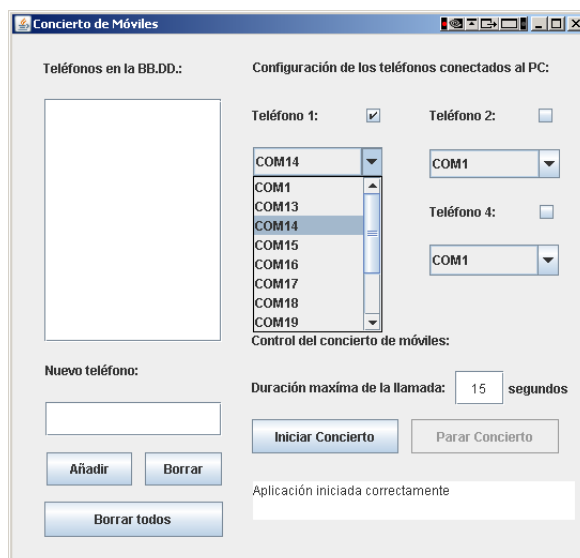 Concierto de Móviles
Teléfonos en la BB.DD.:
Configuración de los teléfonos conectados al PC:
Teléfono 1:
Teléfono 2:
COM14
COM1
COM1
COM13
COM14
COM15
COM16
COM17
COM18
COM19
Teléfono 4:
COM1
Control del concierto de móviles:
Nuevo teléfono:
Duración maxíma de la llamada:
15
segundos
Iniciar Concierto
Parar Concierto
Añadir
Borrar
Aplicación iniciada correctamente
Borrar todos